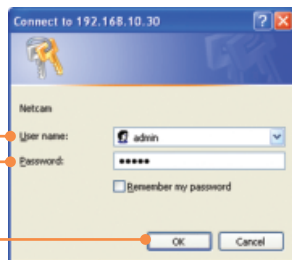 Connect to 192.168.10.30
Netcam
User name:
admin
Password:
•••••
Remember my password
OK
Cancel